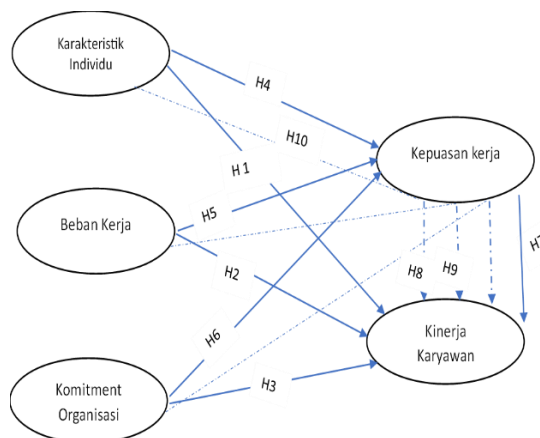 Karakteristik
Individu
H4
H10
H 1
Kepuasan kerja
H5
Beban Kerja
H2
H8
H9
H7
H6
Kinerja
Karyawan
Komitment
Organisasi
H3